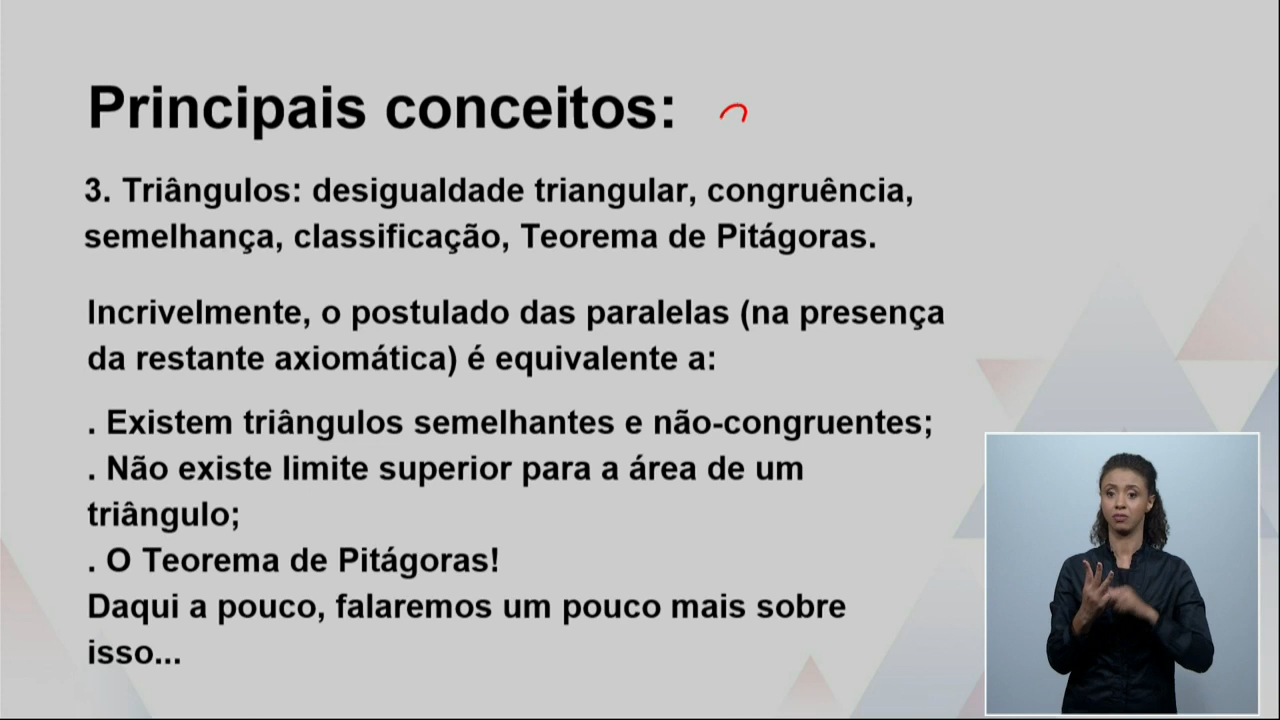 Principais conceitos:
3. Triângulos: desigualdade triangular, congruência,
semelhança, classificação, Teorema de Pitágoras.
Incrivelmente, o postulado das paralelas (na presença
da restante axiomática) é equivalente a:
. Existem triângulos semelhantes e não-congruentes;
. Não existe limite superior para a área de um
triângulo;
. O Teorema de Pitágoras!
Daqui a pouco, falaremos um pouco mais sobre
isso...